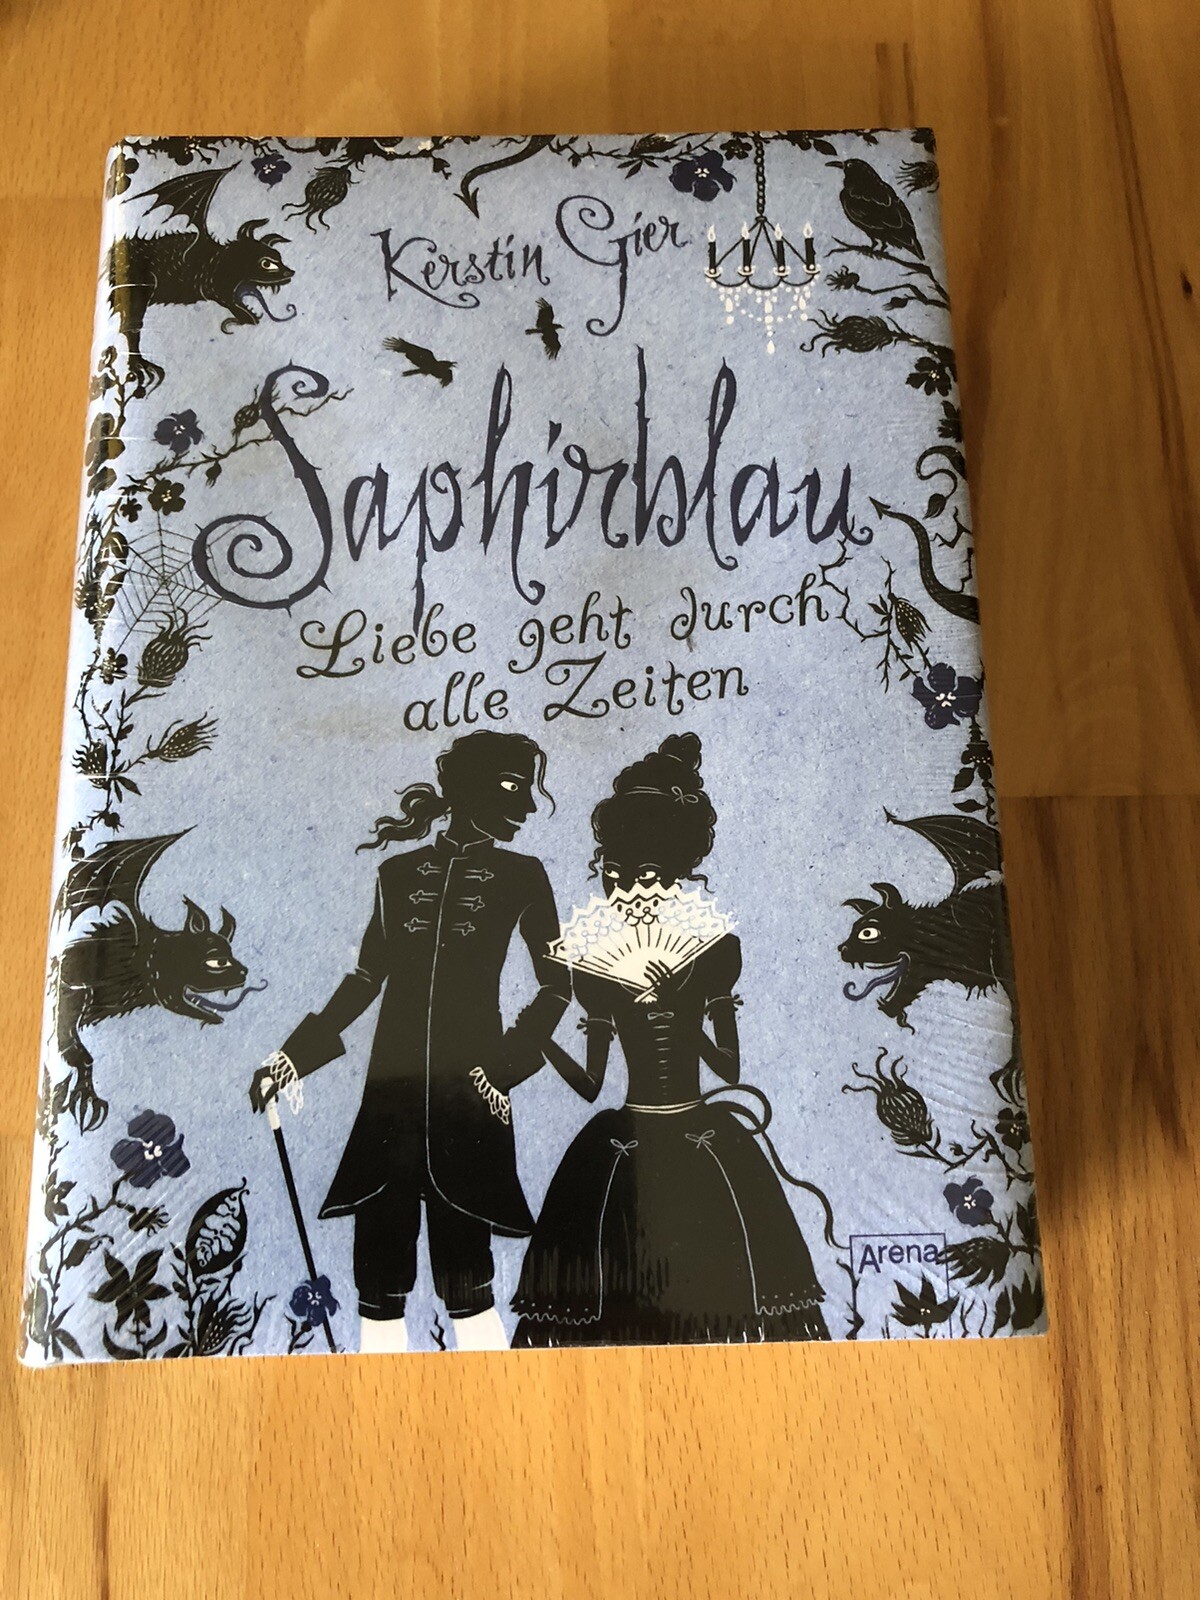 Kerstin Gier
Saphirblau
Liebe geht durch
alle Zeiten
Arena